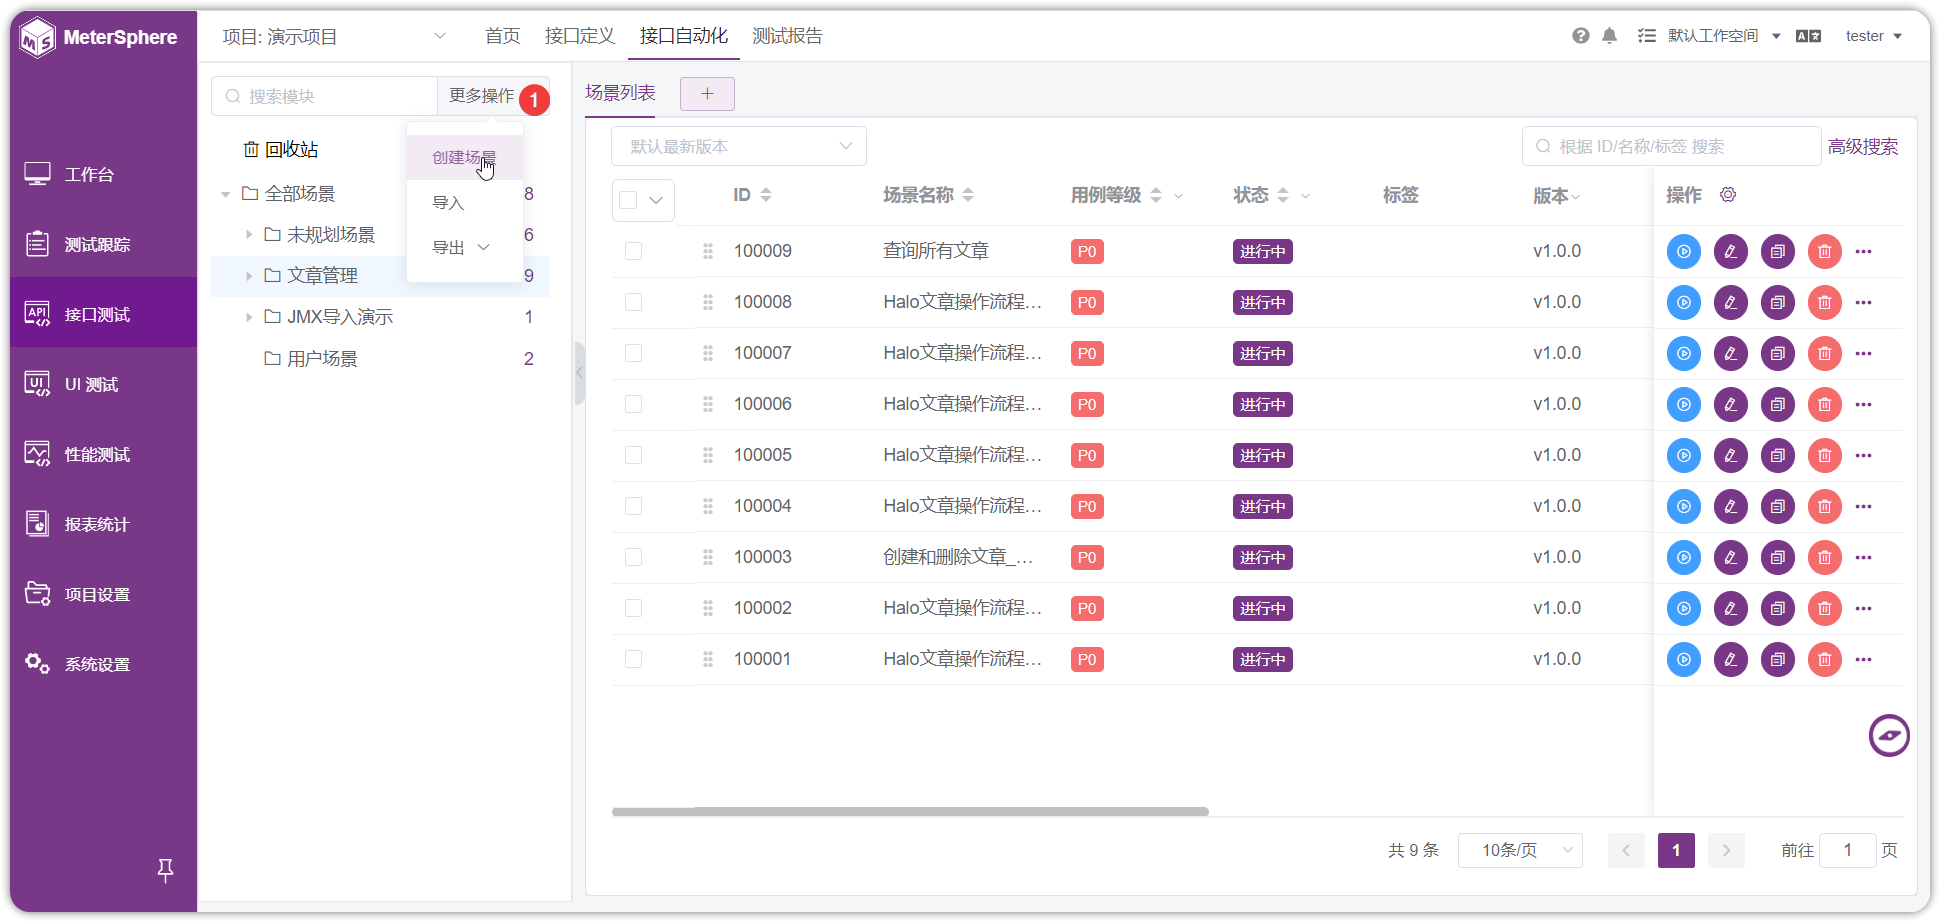 MeterSphere
项目: 演示项目
首页
接口定义
接口自动化
测试报告
默认工作空间
tester
工作台
测试跟踪
API
接口测试
UI
UI 测试
性能测试
报表统计
项目设置
系统设置
搜索模块
更多操作
1
创建场景
导入
导出
回收站
全部场景
8
未规划场景
6
文章管理
9
JMX导入演示
1
用户场景
2
场景列表
+
默认最新版本
根据 ID/名称/标签 搜索
高级搜索
ID 场景名称 用例等级 状态 标签 版本 操作
100009 查询所有文章 P0 进行中 v1.0.0
100008 Halo文章操作流程... P0 进行中 v1.0.0
100007 Halo文章操作流程... P0 进行中 v1.0.0
100006 Halo文章操作流程... P0 进行中 v1.0.0
100005 Halo文章操作流程... P0 进行中 v1.0.0
100004 Halo文章操作流程... P0 进行中 v1.0.0
100003 创建和删除文章_... P0 进行中 v1.0.0
100002 Halo文章操作流程... P0 进行中 v1.0.0
100001 Halo文章操作流程... P0 进行中 v1.0.0
共 9 条
10条/页
1
前往 1 页